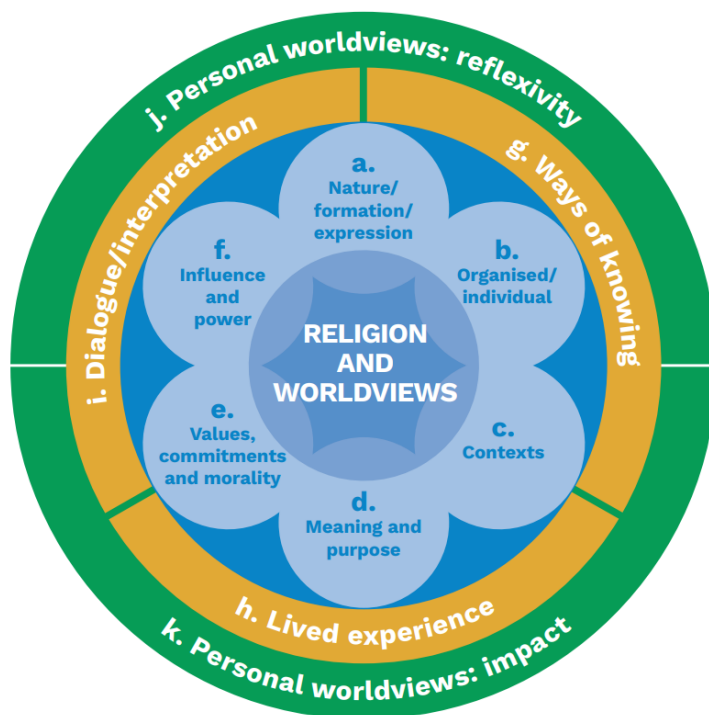 j. Personal worldviews: reflexivity
i. Dialogue/interpretation
g. Ways of knowing
a.
Nature/
formation/
expression
f.
Influence
and
power
b.
Organised/
individual
RELIGION
AND
WORLDVIEWS
e.
Values,
commitments
and morality
c.
Contexts
d.
Meaning and
purpose
h. Lived experience
k. Personal worldviews: impact